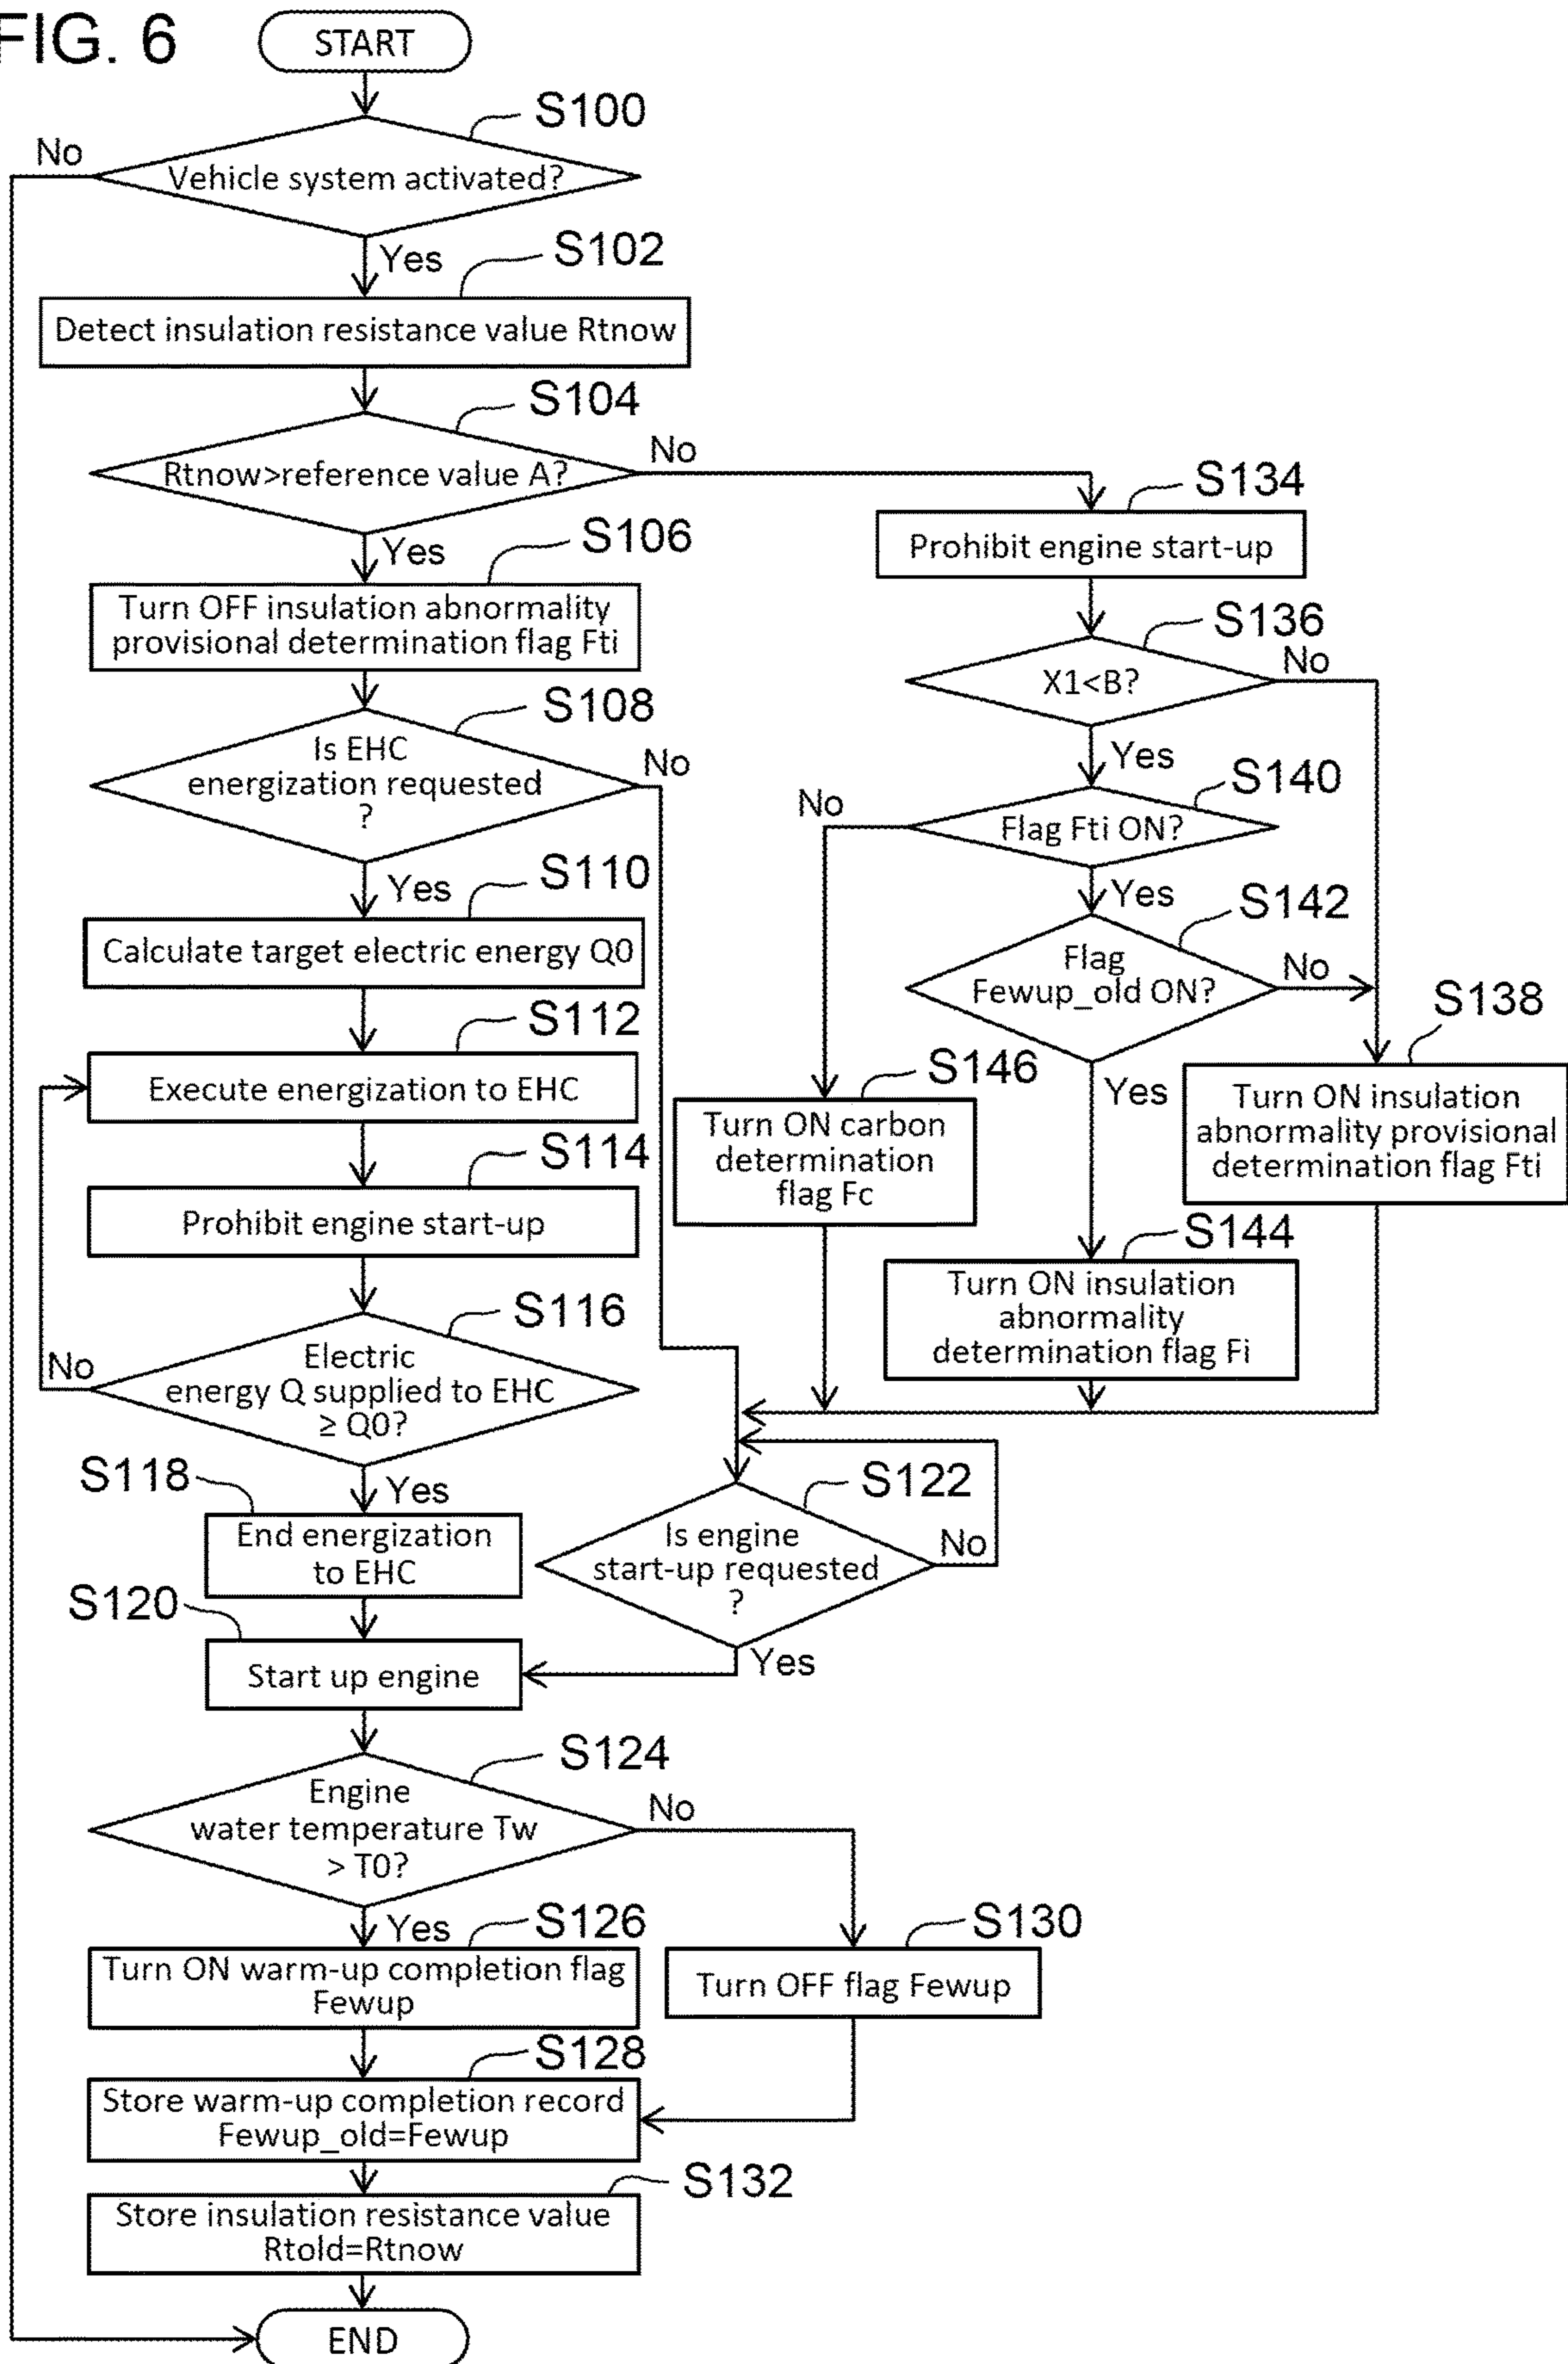 FIG. 6
START
S100
No
Vehicle system activated?
Yes
S102
Detect insulation resistance value Rtnow
S104
Rtnow>reference value A?
No
Yes
S106
Turn OFF insulation abnormality
provisional determination flag Fti
S108
Is EHC
energization requested
?
No
Yes
S110
Calculate target electric energy Q0
S112
Execute energization to EHC
S114
Prohibit engine start-up
S116
Electric
energy Q supplied to EHC
≥ Q0?
No
Yes
S118
End energization
to EHC
S120
Start up engine
S134
Prohibit engine start-up
S136
X1<B?
No
Yes
S140
Flag Fti ON?
No
Yes
S142
Flag
Fewup_old ON?
No
Yes
S138
Turn ON insulation
abnormality provisional
determination flag Fti
S146
Turn ON carbon
determination
flag Fc
S144
Turn ON insulation
abnormality
determination flag Fi
S122
Is engine
start-up requested
?
No
Yes
S124
Engine
water temperature Tw
> T0?
No
Yes
S126
Turn ON warm-up completion flag
Fewup
S130
Turn OFF flag Fewup
S128
Store warm-up completion record
Fewup_old=Fewup
S132
Store insulation resistance value
Rtold=Rtnow
END